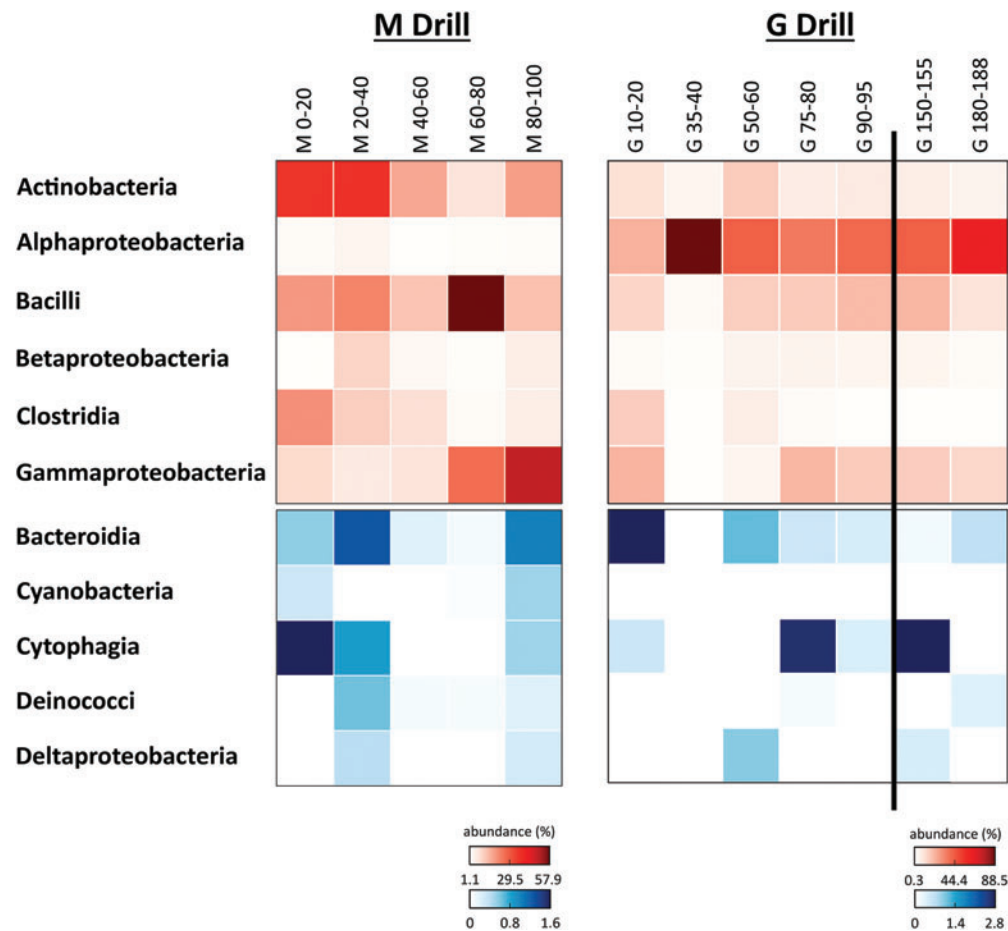 M Drill
G Drill
M 0-20
M 20-40
M 40-60
M 60-80
M 80-100
G 10-20
G 35-40
G 50-60
G 75-80
G 90-95
G 150-155
G 180-188
Actinobacteria
Alphaproteobacteria
Bacilli
Betaproteobacteria
Clostridia
Gammaproteobacteria
Bacteroidia
Cyanobacteria
Cytophagia
Deinococci
Deltaproteobacteria
abundance (%)
1.1 29.5 57.9
0 0.8 1.6
abundance (%)
0.3 44.4 88.5
0 1.4 2.8